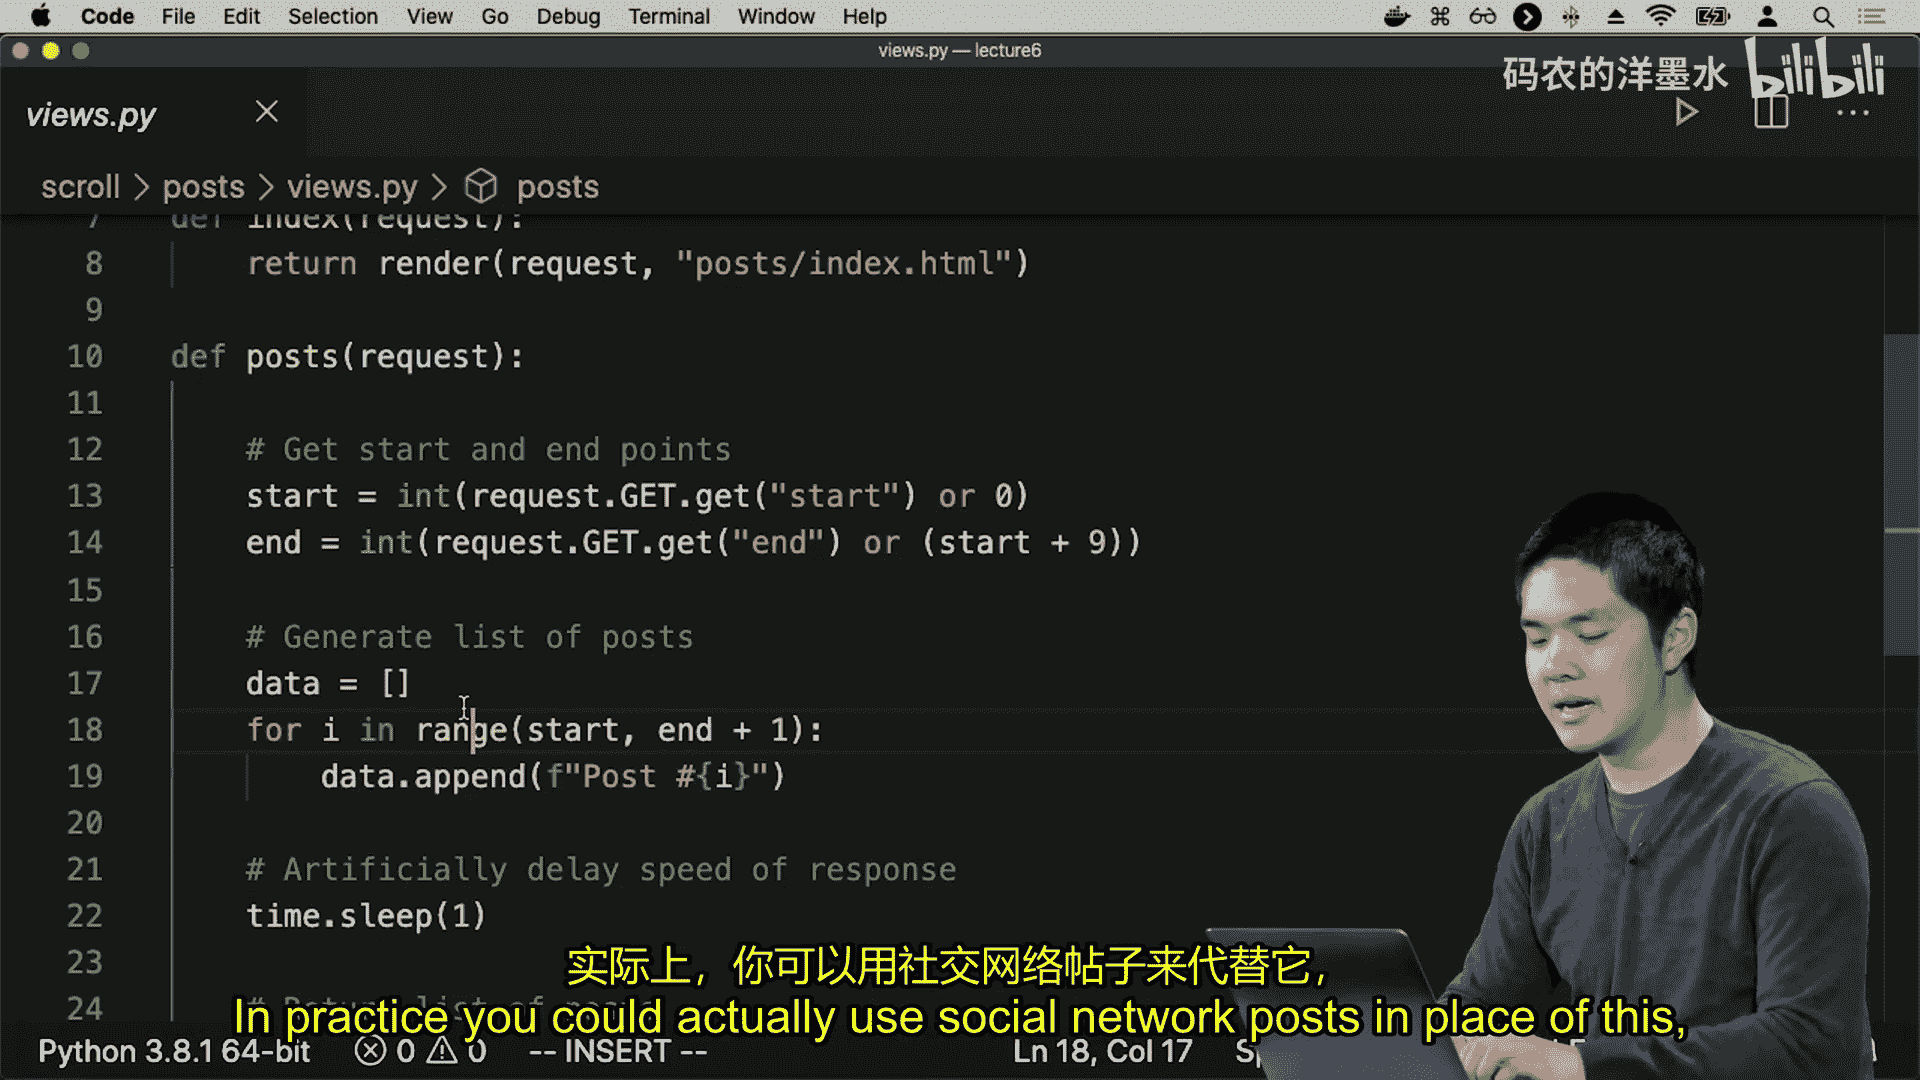 Code File Edit Selection View Go Debug Terminal Window Help
views.py — lecture6
码农的洋墨水 bilibili
views.py
scroll > posts > views.py > posts
7 def index(request):
8 return render(request, "posts/index.html")
9
10 def posts(request):
11
12 # Get start and end points
13 start = int(request.GET.get("start") or 0)
14 end = int(request.GET.get("end") or (start + 9))
15
16 # Generate list of posts
17 data = []
18 for i in range(start, end + 1):
19 data.append(f"Post #{i}")
20
21 # Artificially delay speed of response
22 time.sleep(1)
23
24
实际上，你可以用社交网络帖子来代替它，
In practice you could actually use social network posts in place of this,
Python 3.8.1 64-bit 0 0 -- INSERT -- Ln 18, Col 17